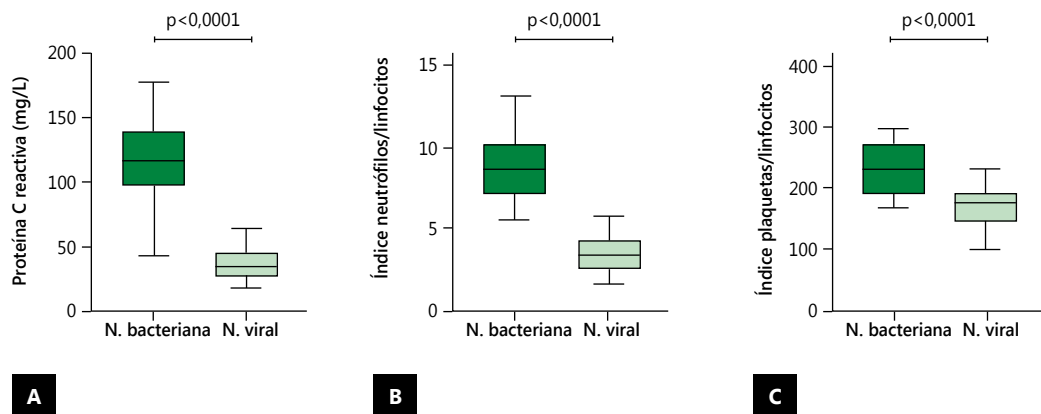 p<0,0001
Proteína C reactiva (mg/L)
200
150
100
50
0
N. bacteriana
N. viral
A
p<0,0001
Índice neutrófilos/linfocitos
15
10
5
0
N. bacteriana
N. viral
B
p<0,0001
Índice plaquetas/linfocitos
400
300
200
100
0
N. bacteriana
N. viral
C